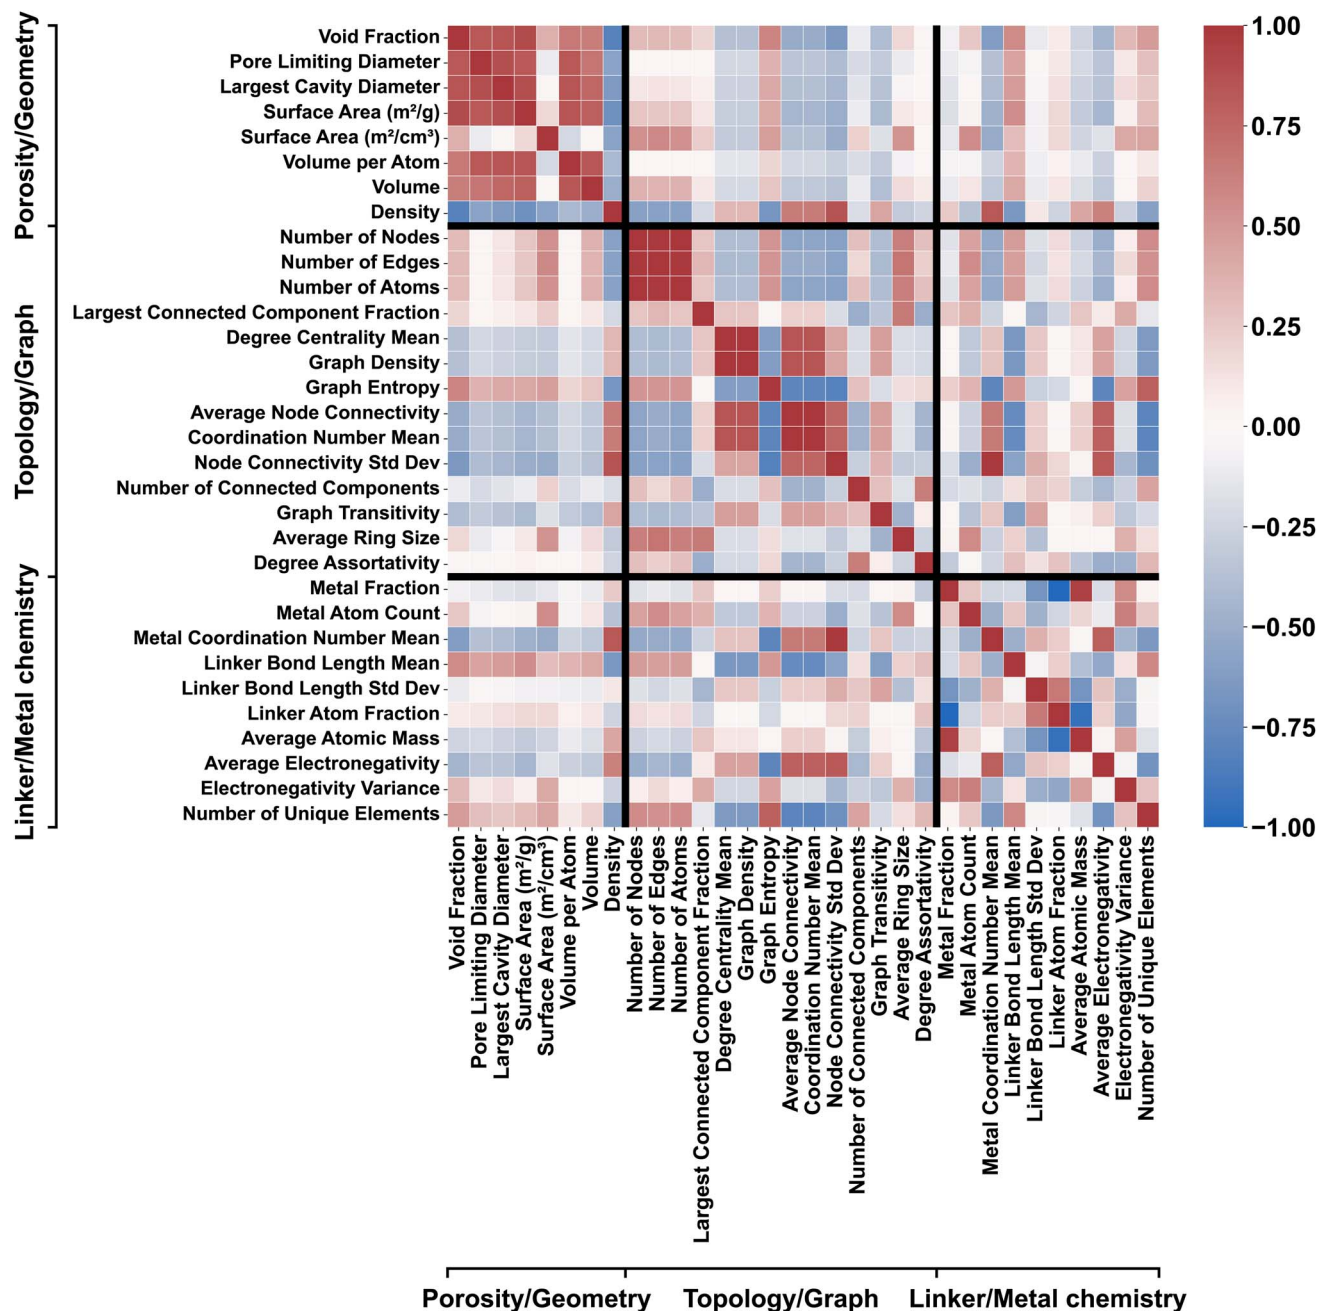 Porosity/Geometry
Topology/Graph
Linker/Metal chemistry
Void Fraction
Pore Limiting Diameter
Largest Cavity Diameter
Surface Area (m²/g)
Surface Area (m²/cm³)
Volume per Atom
Volume
Density
Number of Nodes
Number of Edges
Number of Atoms
Largest Connected Component Fraction
Degree Centrality Mean
Graph Density
Graph Entropy
Average Node Connectivity
Coordination Number Mean
Node Connectivity Std Dev
Number of Connected Components
Graph Transitivity
Average Ring Size
Degree Assortativity
Metal Fraction
Metal Atom Count
Metal Coordination Number Mean
Linker Bond Length Mean
Linker Bond Length Std Dev
Linker Atom Fraction
Average Atomic Mass
Average Electronegativity
Electronegativity Variance
Number of Unique Elements
1.00
0.75
0.50
0.25
0.00
−0.25
−0.50
−0.75
−1.00
Void Fraction
Pore Limiting Diameter
Largest Cavity Diameter
Surface Area (m²/g)
Surface Area (m²/cm³)
Volume per Atom
Volume
Density
Number of Nodes
Number of Edges
Number of Atoms
Largest Connected Component Fraction
Degree Centrality Mean
Graph Density
Graph Entropy
Average Node Connectivity
Coordination Number Mean
Node Connectivity Std Dev
Number of Connected Components
Graph Transitivity
Average Ring Size
Degree Assortativity
Metal Fraction
Metal Atom Count
Metal Coordination Number Mean
Linker Bond Length Mean
Linker Bond Length Std Dev
Linker Atom Fraction
Average Atomic Mass
Average Electronegativity
Electronegativity Variance
Number of Unique Elements
Porosity/Geometry
Topology/Graph
Linker/Metal chemistry